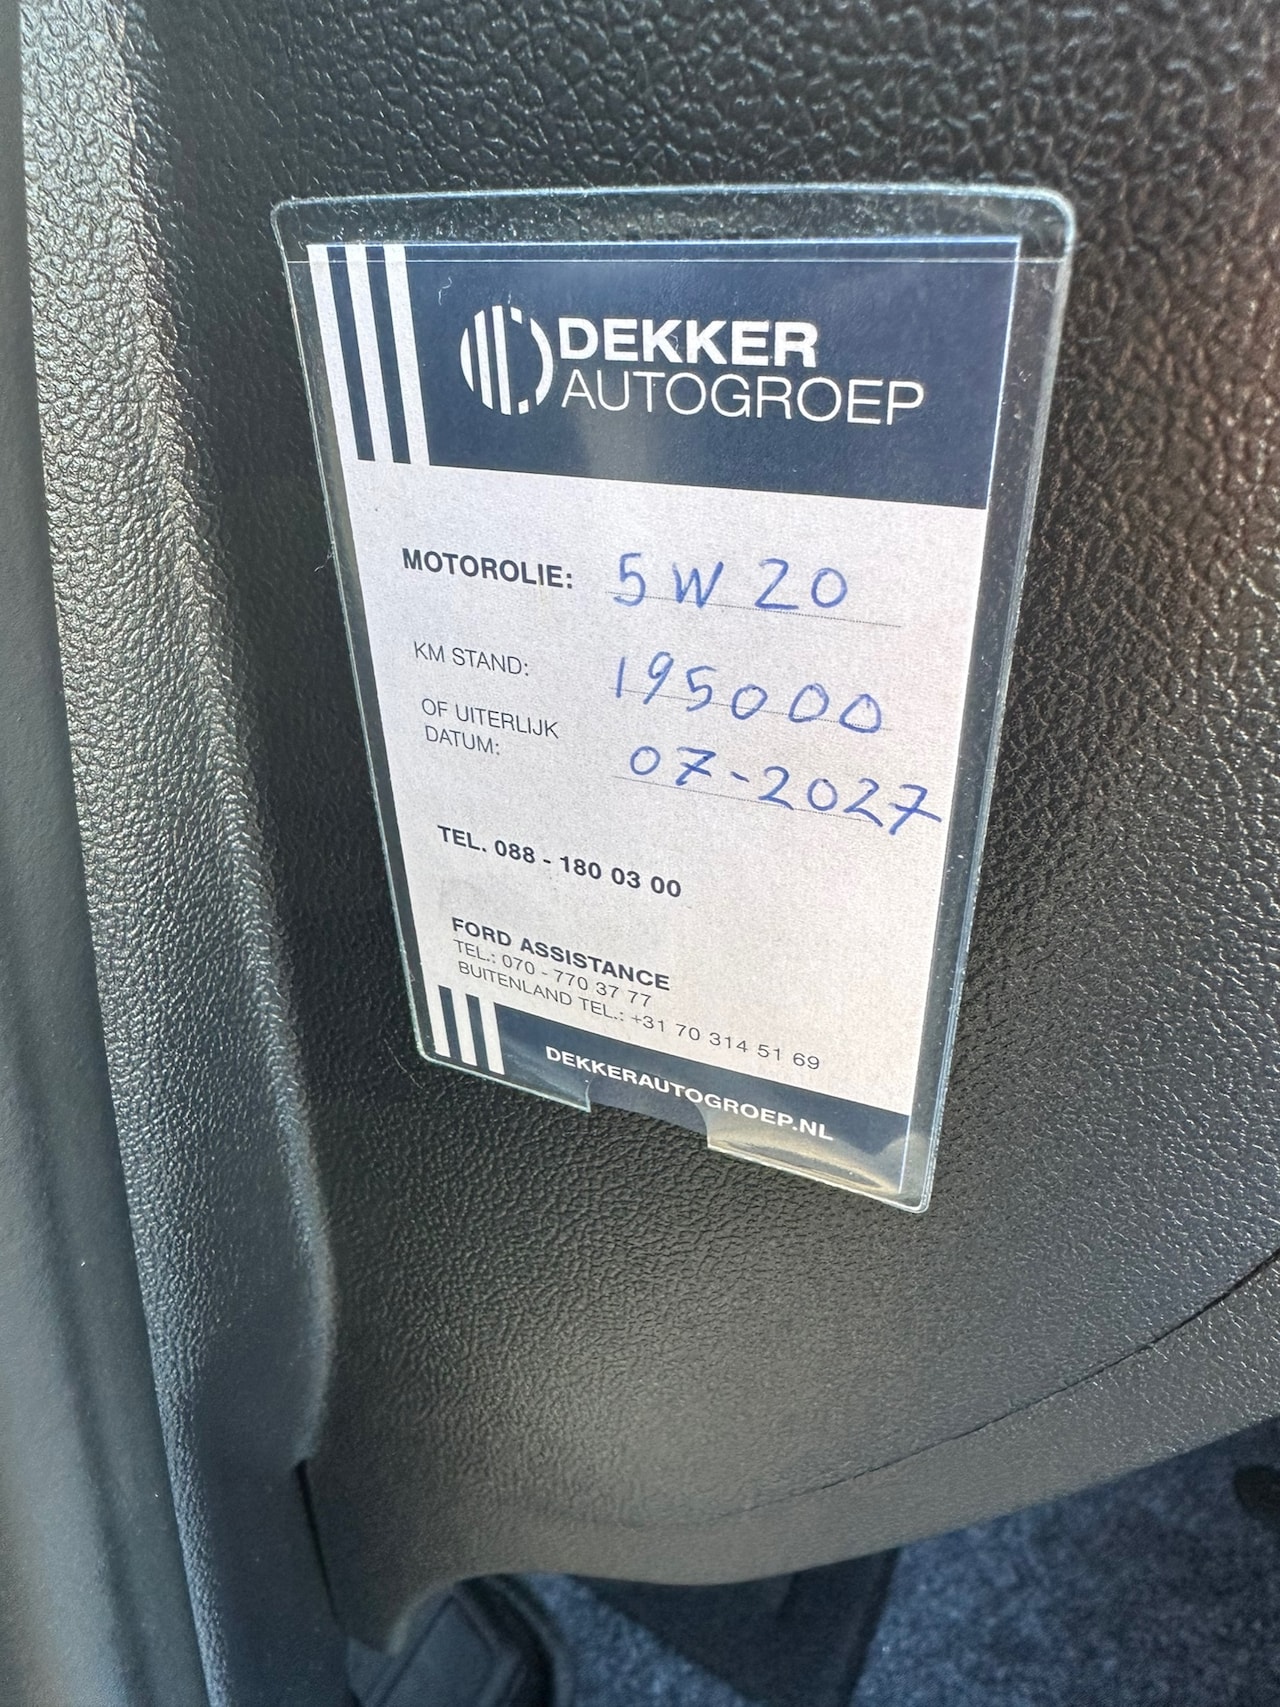 DEKKER
AUTOGROEP
MOTOROLIE: 5W20
KM STAND: 195000
OF UITERLIJK
DATUM: 07-2027
TEL. 088 - 180 03 00
FORD ASSISTANCE
TEL.: 070 - 770 37 77
BUITENLAND TEL.: +31 70 314 51 69
DEKKERAUTOGROEP.NL